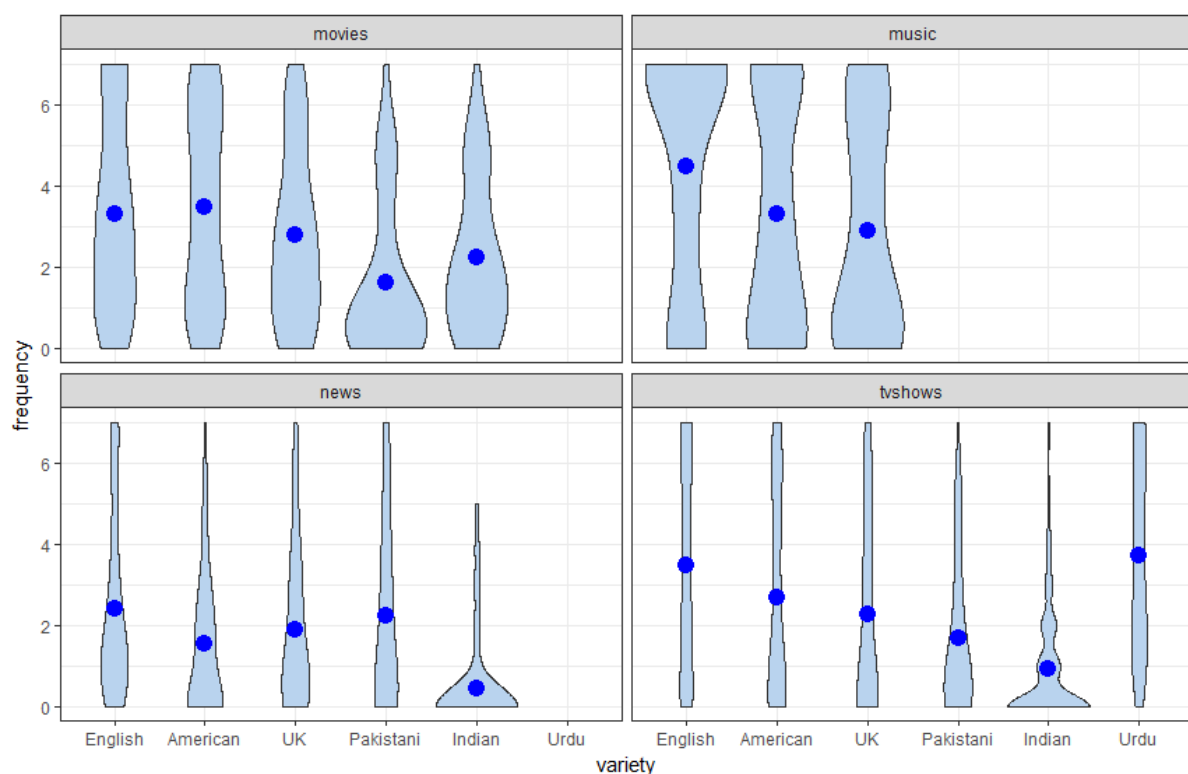 movies
music
6
4
2
0
news
tvshows
6
4
2
0
frequency
English American UK Pakistani Indian Urdu
English American UK Pakistani Indian Urdu
variety